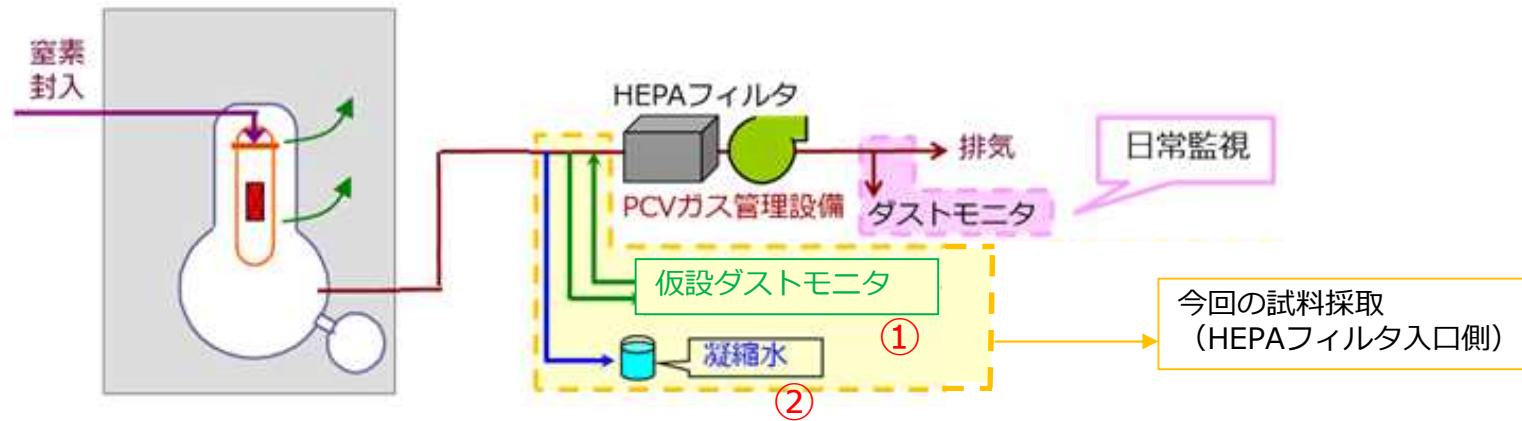 窒素
封入
HEPAフィルタ
排気
日常監視
PCVガス管理設備
ダストモニタ
仮設ダストモニタ
①
凝縮水
②
今回の試料採取
（HEPAフィルタ入口側）